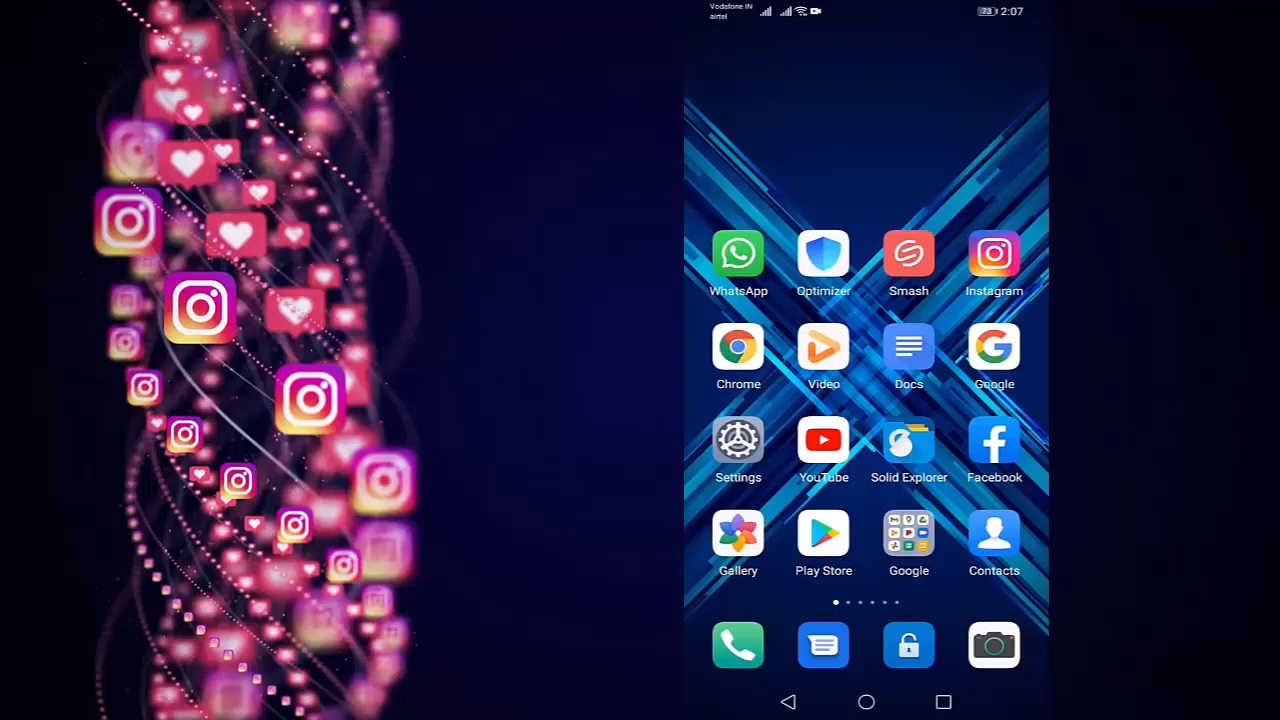 Vodafone IN
airtel
73 2:07
WhatsApp Optimizer Smash Instagram
Chrome Video Docs Google
Settings YouTube Solid Explorer Facebook
Gallery Play Store Google Contacts